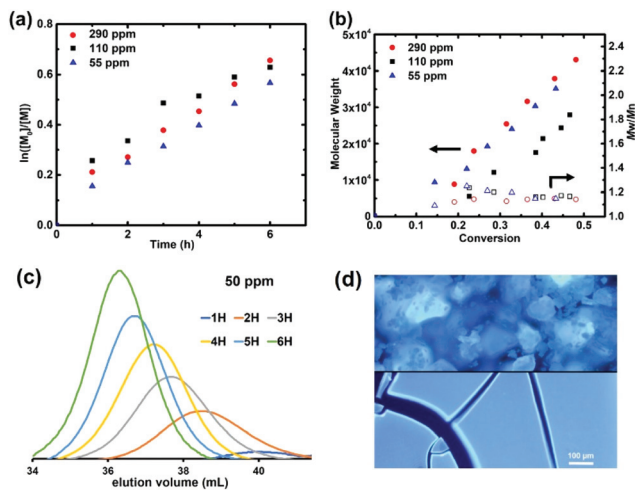 (a)
290 ppm
110 ppm
55 ppm
ln([M₀]/[M])
0.8
0.6
0.4
0.2
0.0
0
2
4
6
Time (h)
(b)
290 ppm
110 ppm
55 ppm
Molecular Weight
5x10⁴
4x10⁴
3x10⁴
2x10⁴
1x10⁴
0
0.0
0.1
0.2
0.3
0.4
0.5
Conversion
2.4
2.2
2.0
1.8
1.6
1.4
1.2
1.0
Mw/Mn
(c)
50 ppm
1H 2H 3H
4H 5H 6H
34 36 38 40
elution volume (mL)
(d)
100 μm